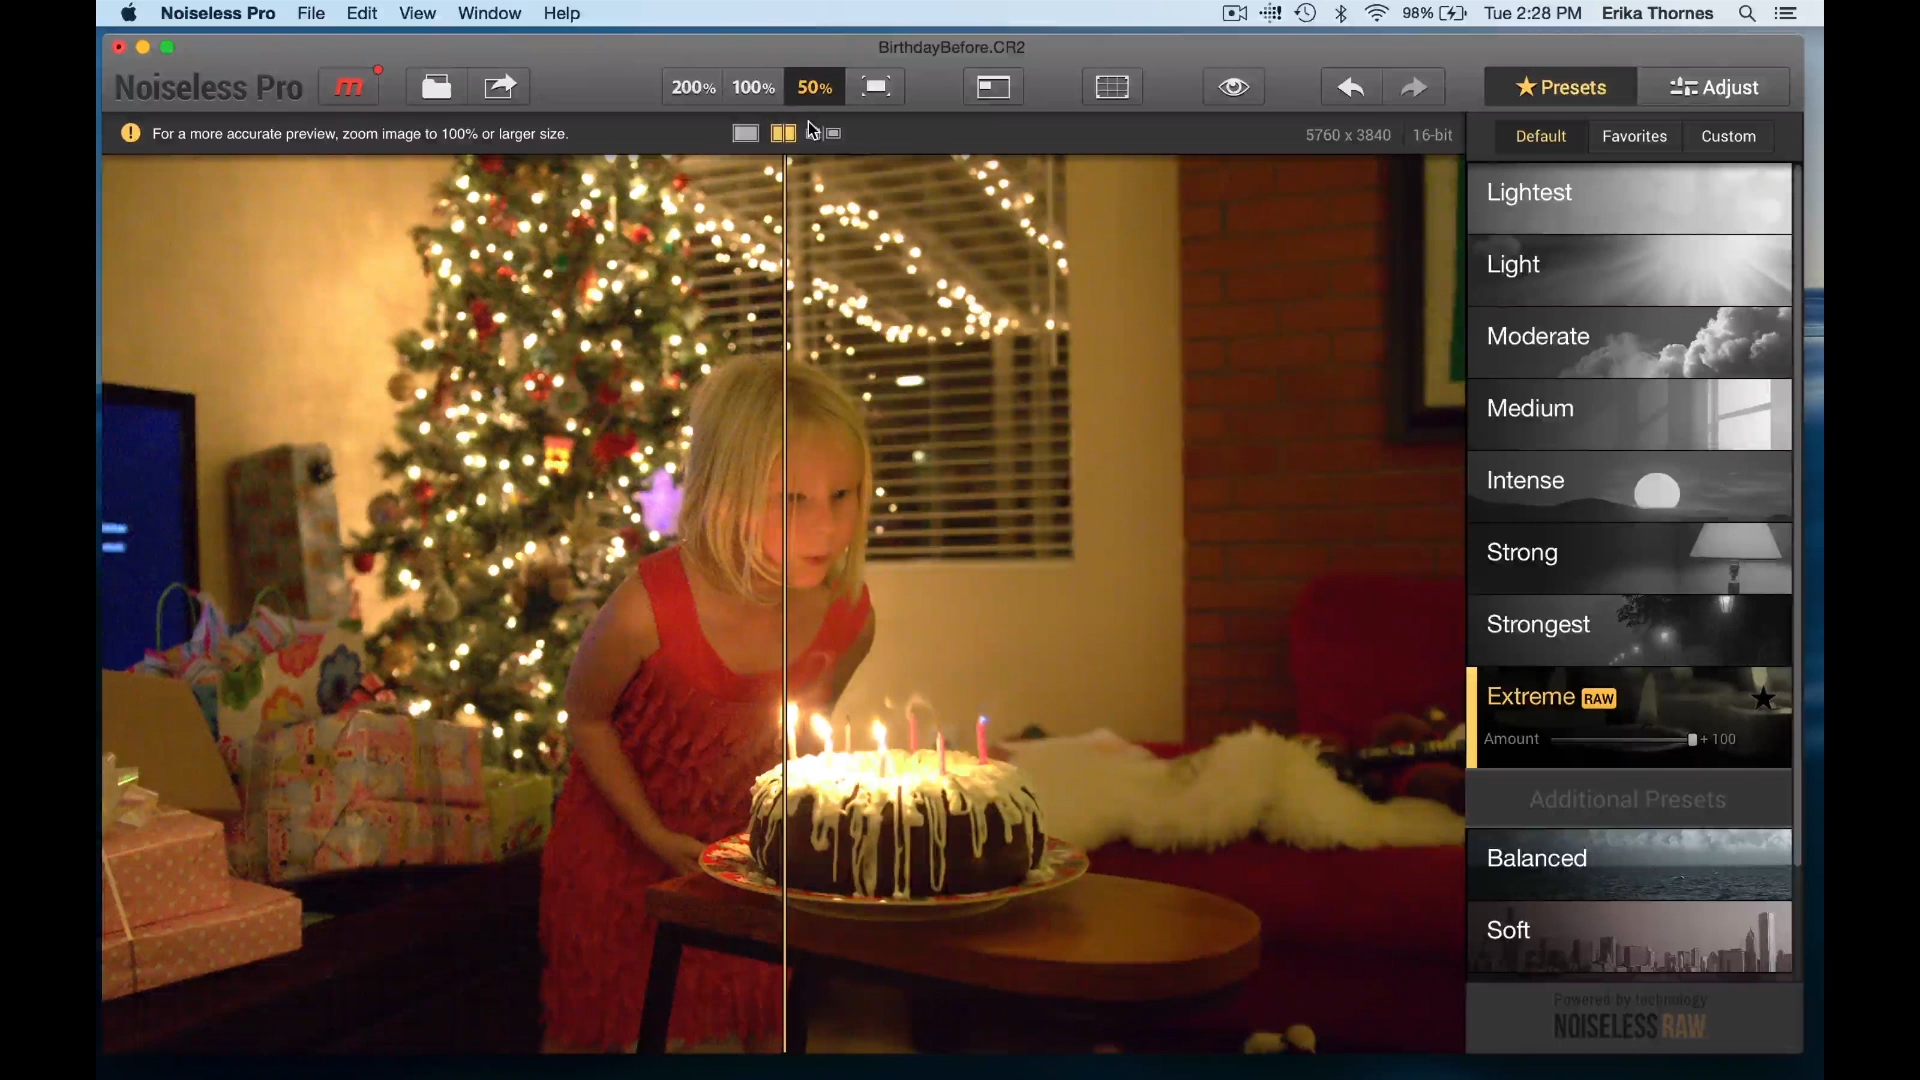 Noiseless Pro File Edit View Window Help 98% Tue 2:28 PM Erika Thornes
BirthdayBefore.CR2
Noiseless Pro m 200% 100% 50% Presets Adjust
! For a more accurate preview, zoom image to 100% or larger size. 5760 x 3840 16-bit
Default Favorites Custom
Lightest
Light
Moderate
Medium
Intense
Strong
Strongest
Extreme RAW
Amount + 100
Additional Presets
Balanced
Soft
Powered by technology
NOISELESS RAW